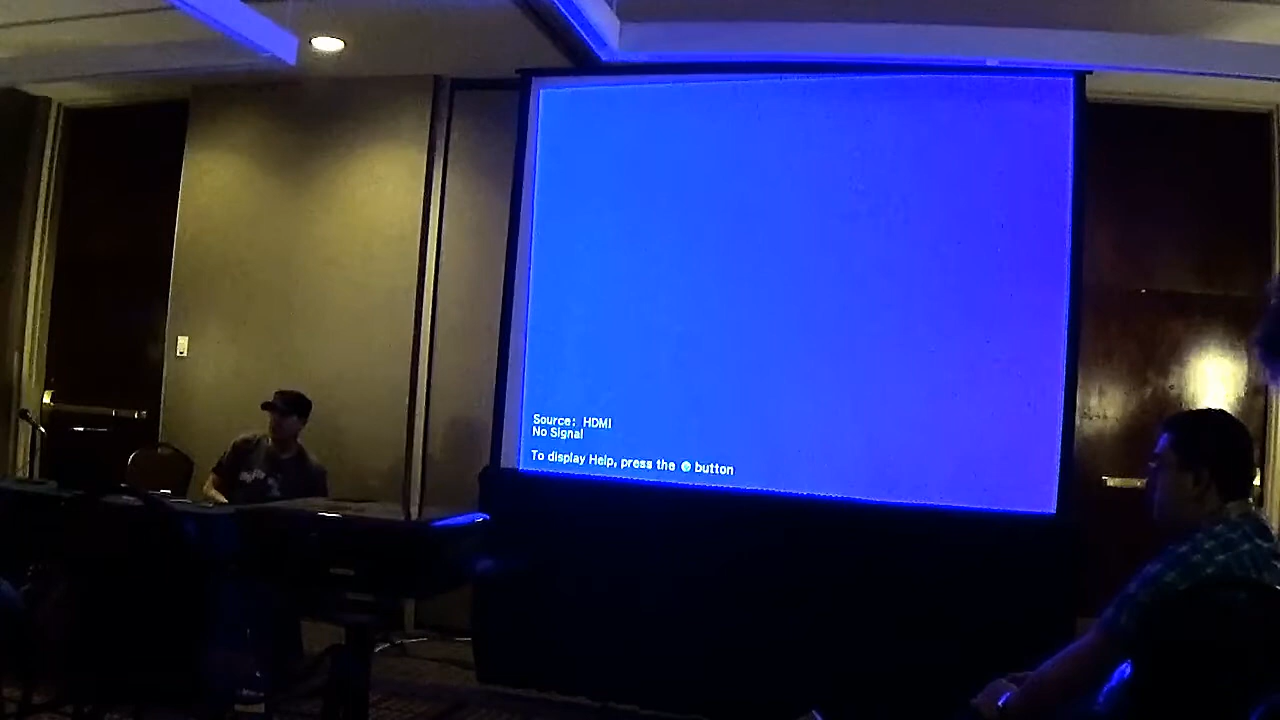 Source: HDMI
No Signal
To display Help, press the button